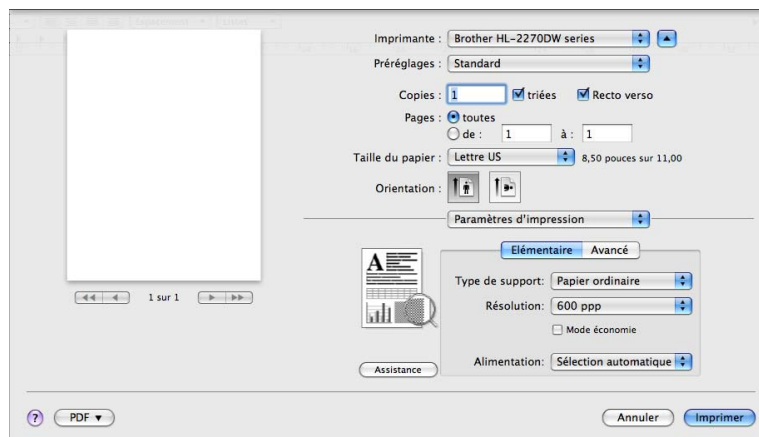 Imprimante : Brother HL-2270DW series
Préréglages : Standard
Copies : 1 triées Recto verso
Pages : toutes
de : 1 à : 1
Taille du papier : Lettre US 8,50 pouces sur 11,00
Orientation :
Paramètres d'impression
Elémentaire Avancé
A
Type de support: Papier ordinaire
Résolution: 600 ppp
Mode économie
Alimentation: Sélection automatique
1 sur 1
Assistance
? PDF ▼ Annuler Imprimer